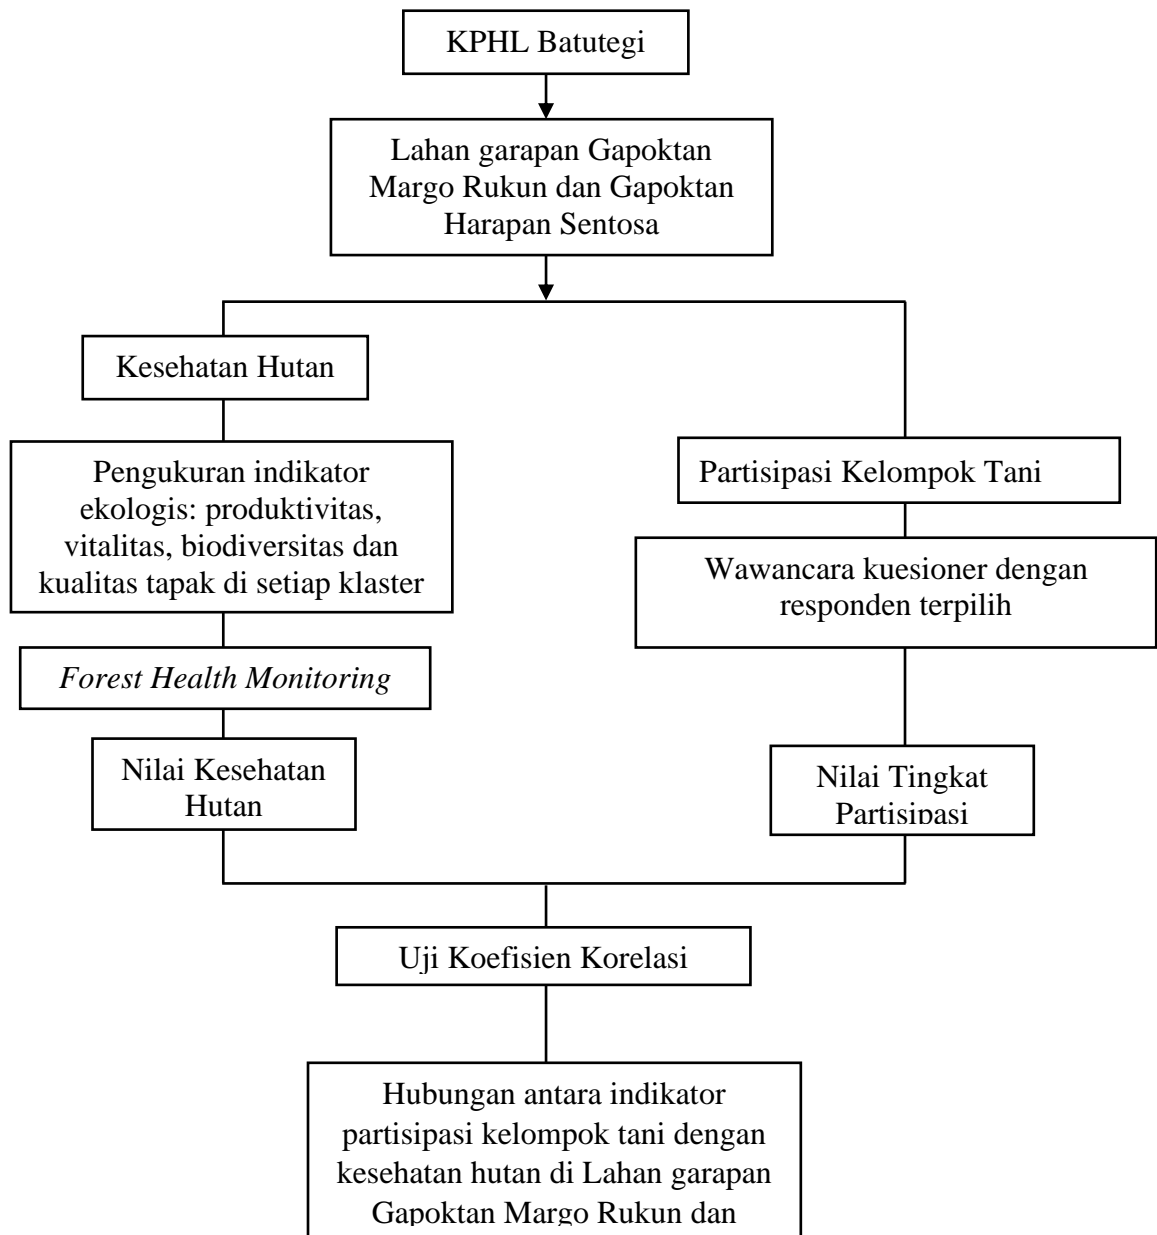 KPHL Batutegi
Lahan garapan Gapoktan
Margo Rukun dan Gapoktan
Harapan Sentosa
Kesehatan Hutan
Pengukuran indikator
ekologis: produktivitas,
vitalitas, biodiversitas dan
kualitas tapak di setiap klaster
Forest Health Monitoring
Nilai Kesehatan
Hutan
Partisipasi Kelompok Tani
Wawancara kuesioner dengan
responden terpilih
Nilai Tingkat
Partisipasi
Uji Koefisien Korelasi
Hubungan antara indikator
partisipasi kelompok tani dengan
kesehatan hutan di Lahan garapan
Gapoktan Margo Rukun dan